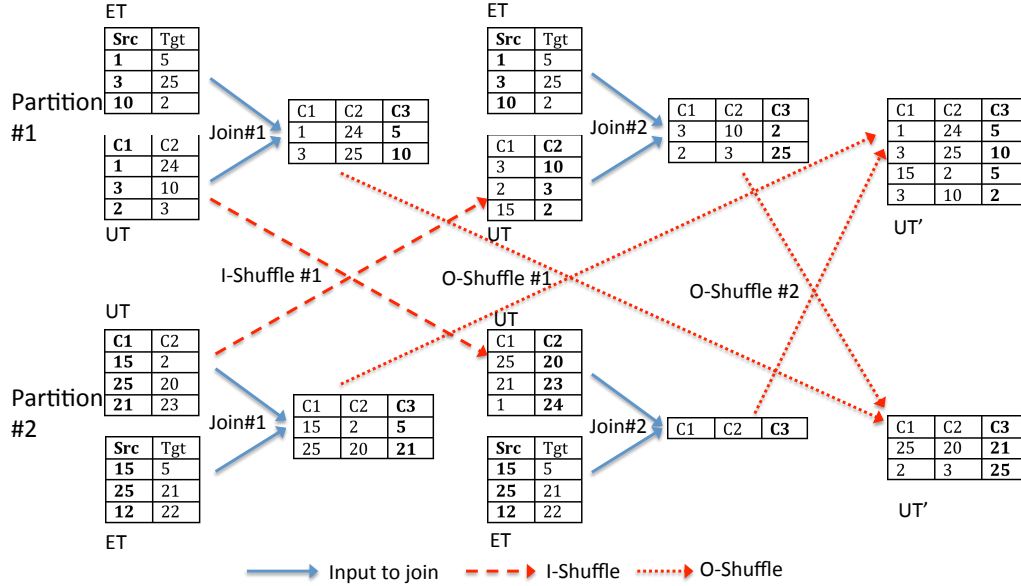 ET
Src Tgt
1 5
3 25
10 2
Partition
#1
C1 C2
1 24
3 10
2 3
UT
Join#1
C1 C2 C3
1 24 5
3 25 10
ET
Src Tgt
1 5
3 25
10 2
C1 C2
3 10
2 3
15 2
UT
Join#2
C1 C2 C3
3 10 2
2 3 25
C1 C2 C3
1 24 5
3 25 10
15 2 5
3 10 2
UT'
I-Shuffle #1
O-Shuffle #1
O-Shuffle #2
UT
C1 C2
15 2
25 20
21 23
Partition
#2
Src Tgt
15 5
25 21
12 22
ET
Join#1
C1 C2 C3
15 2 5
25 20 21
UT
C1 C2
25 20
21 23
1 24
Src Tgt
15 5
25 21
12 22
ET
Join#2
C1 C2 C3
C1 C2 C3
25 20 21
2 3 25
UT'
Input to join
I-Shuffle
O-Shuffle